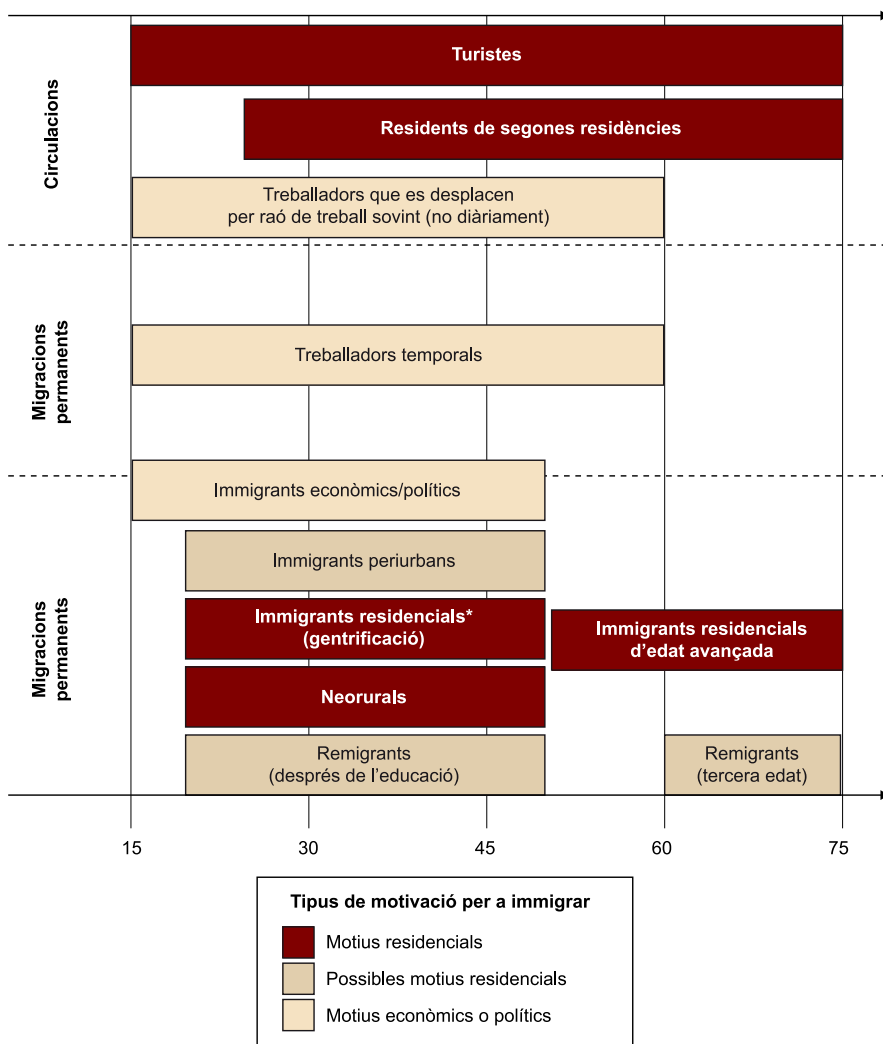 Circulacions
Turistes
Residents de segones residències
Treballadors que es desplacen
per raó de treball sovint (no diàriament)
Migracions
permanents
Treballadors temporals
Migracions
permanents
Immigrants econòmics/polítics
Immigrants periurbans
Immigrants residencials*
(gentrificació)
Immigrants residencials
d’edat avançada
Neorurals
Remigrants
(després de l’educació)
Remigrants
(tercera edat)
15 30 45 60 75
Tipus de motivació per a immigrar
Motius residencials
Possibles motius residencials
Motius econòmics o polítics